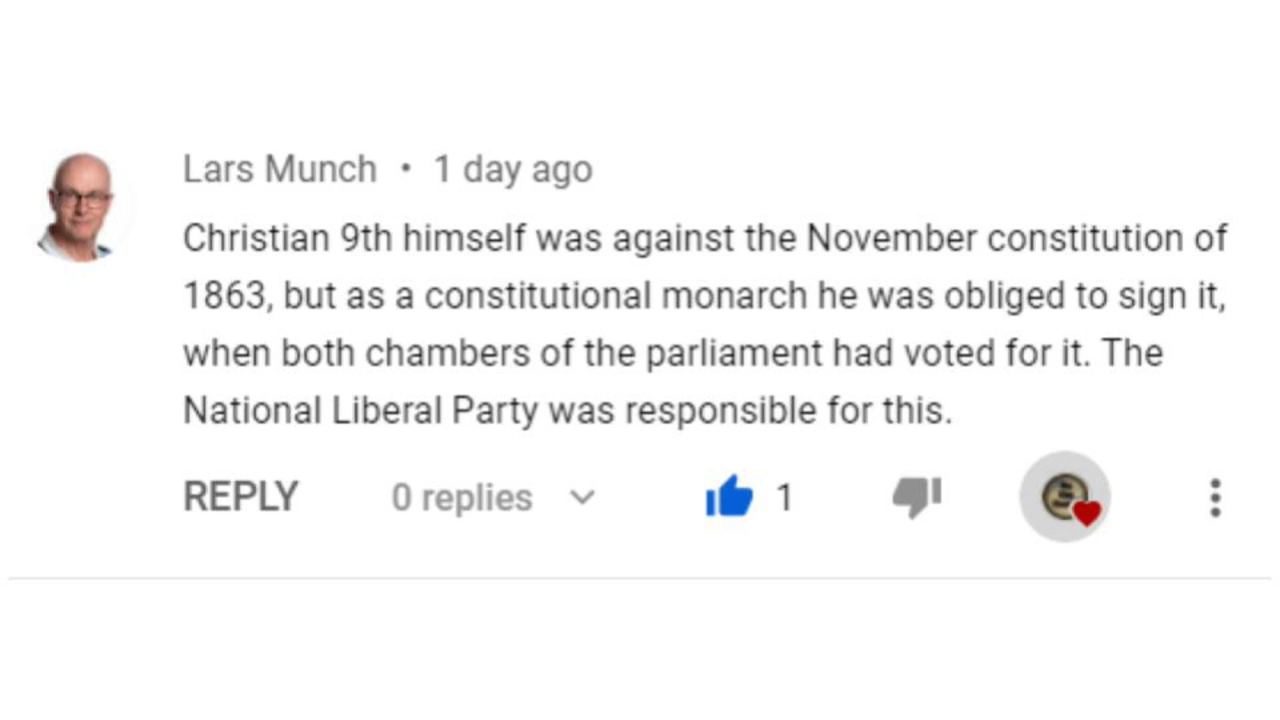 Lars Munch • 1 day ago
Christian 9th himself was against the November constitution of
1863, but as a constitutional monarch he was obliged to sign it,
when both chambers of the parliament had voted for it. The
National Liberal Party was responsible for this.
REPLY 0 replies 1